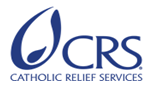 CRS
CATHOLIC RELIEF SERVICES